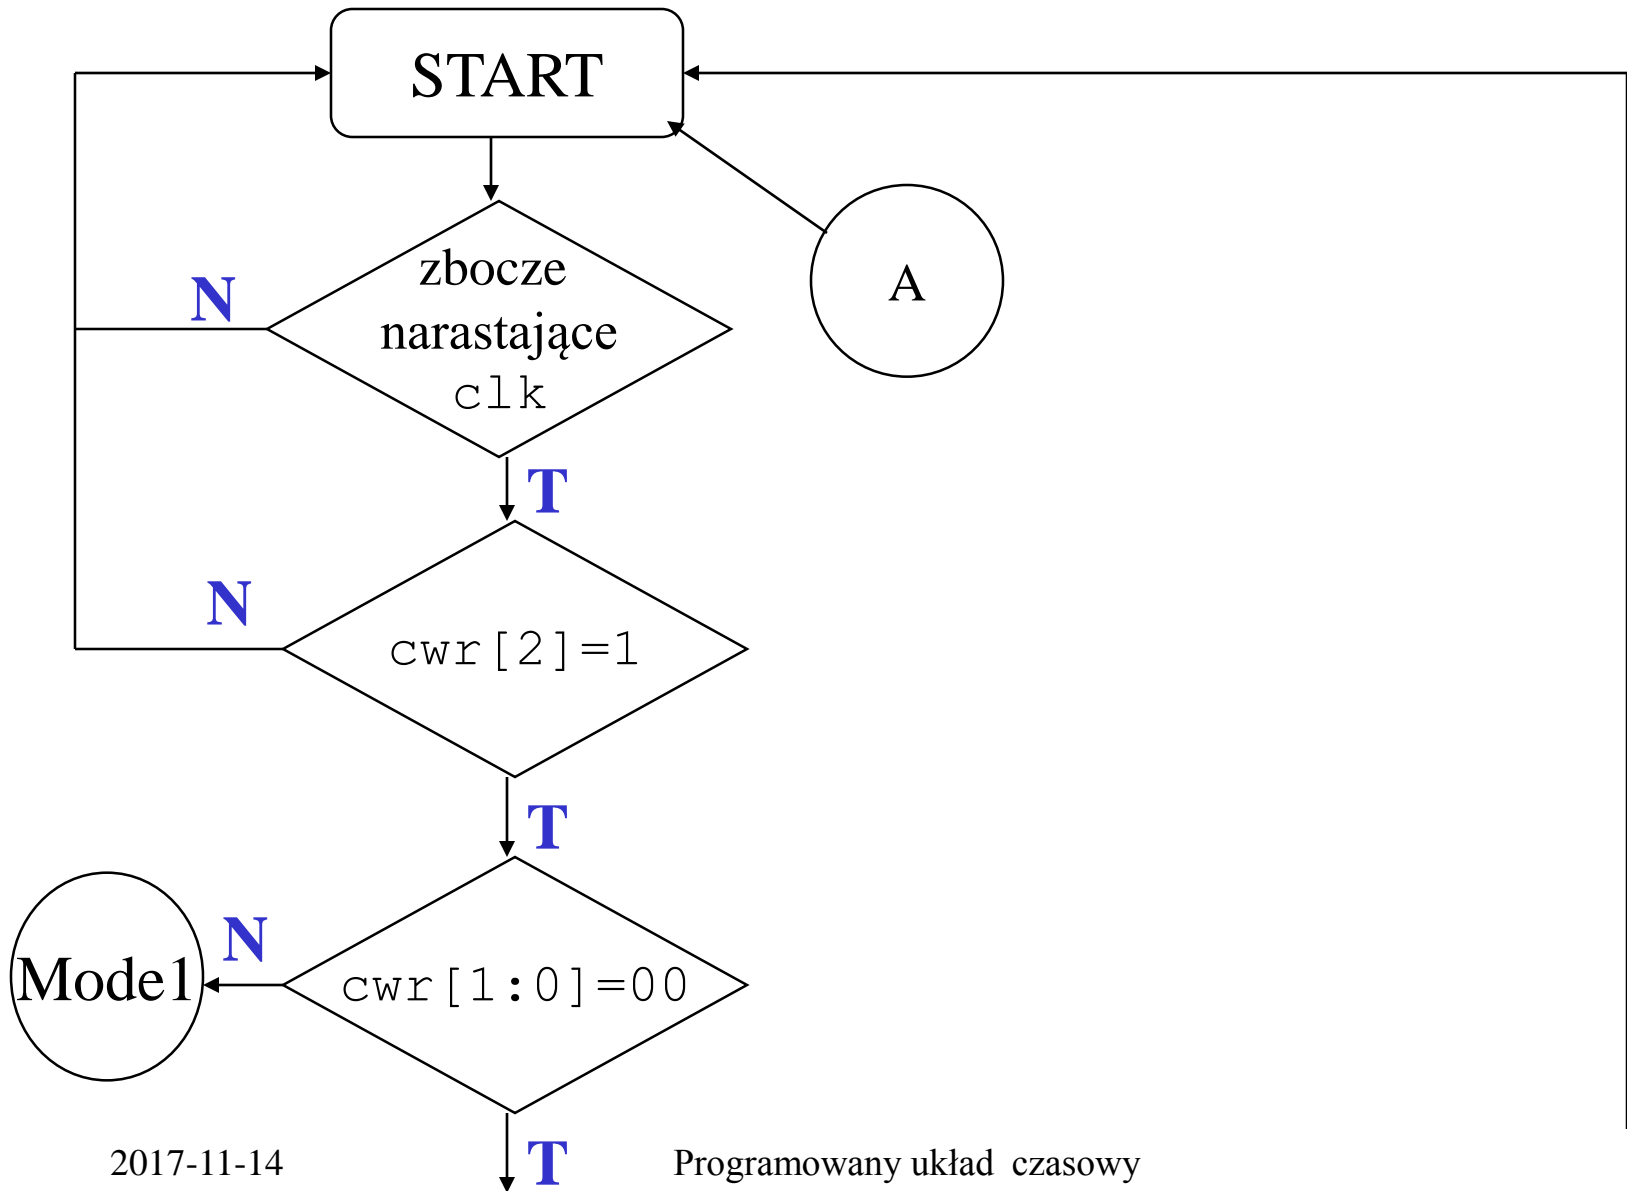 START
zbocze
narastające
clk
N
A
T
N
cwr[2]=1
T
N
Mode1
cwr[1:0]=00
T
2017-11-14
Programowany układ czasowy